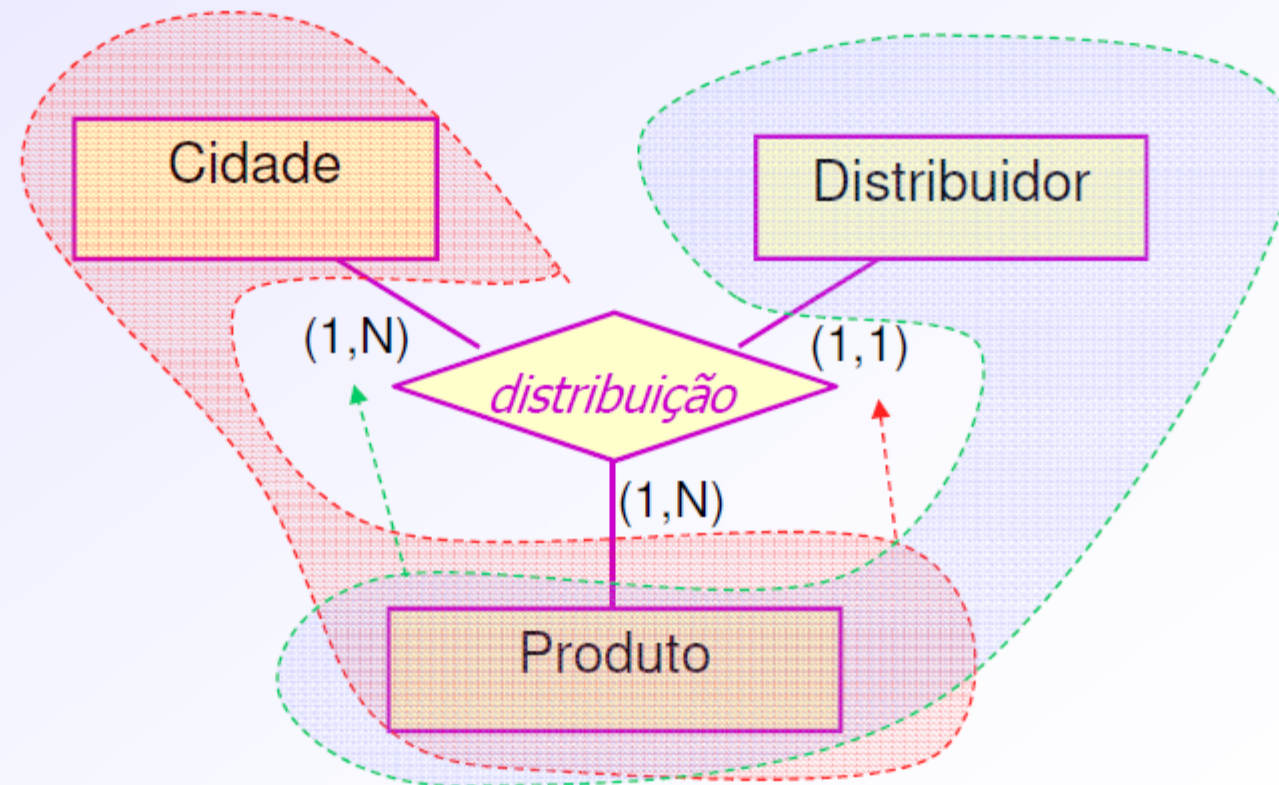 Cidade
Distribuidor
(1,N)
(1,1)
distribuição
(1,N)
Produto